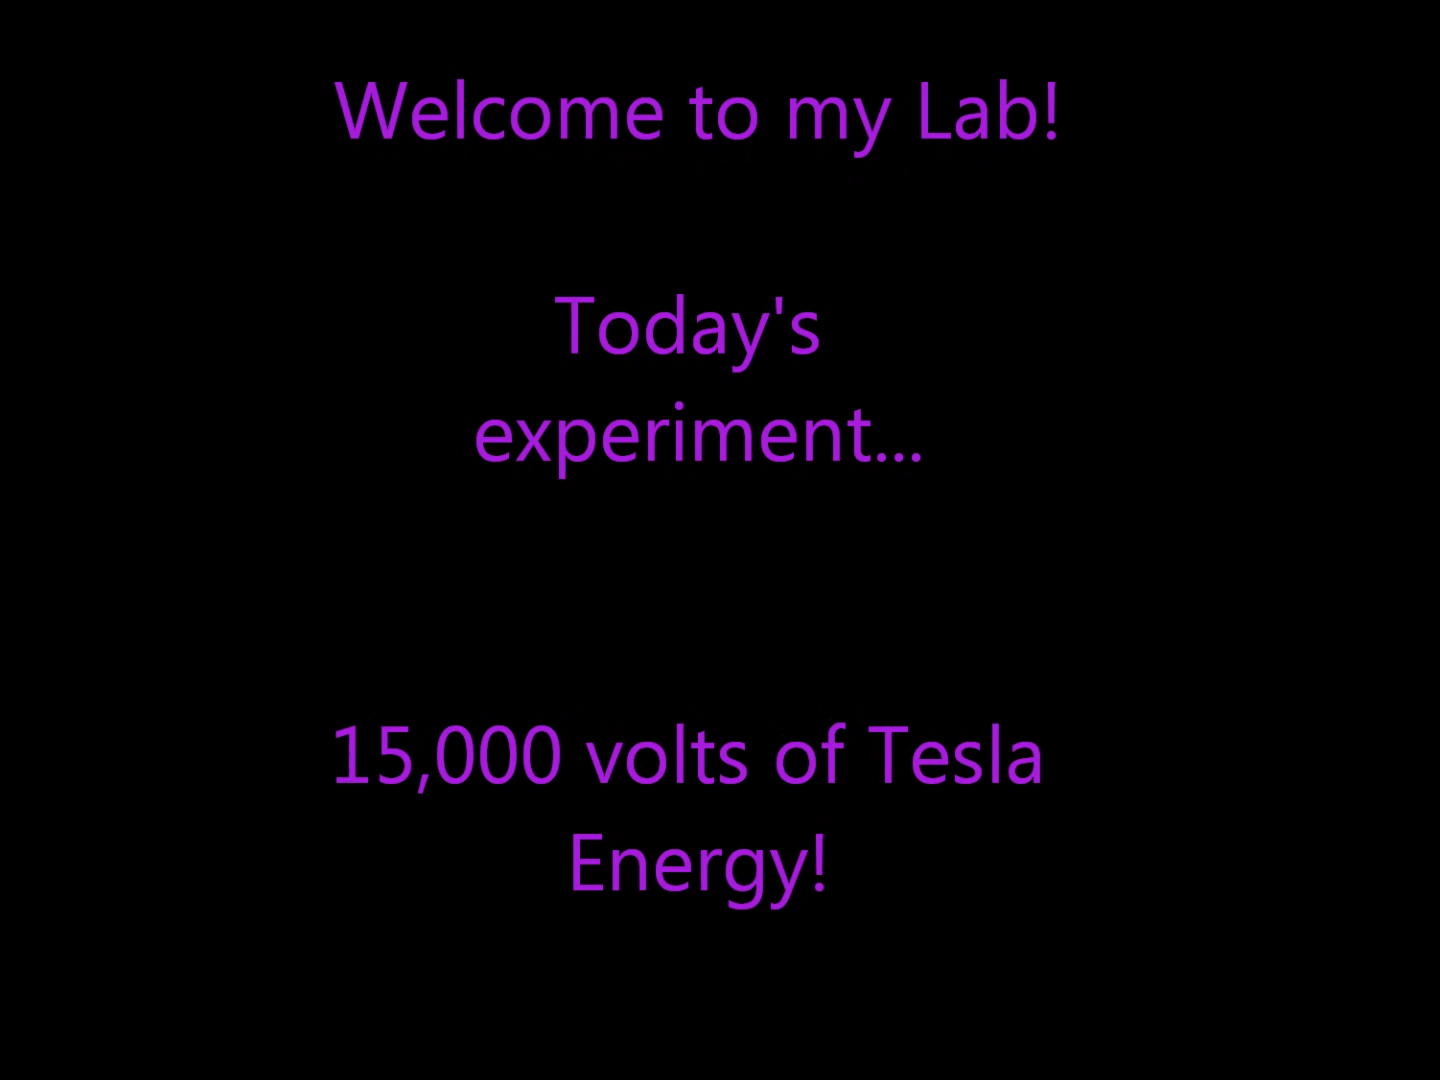 Welcome to my Lab!
Today's
experiment...
15,000 volts of Tesla
Energy!